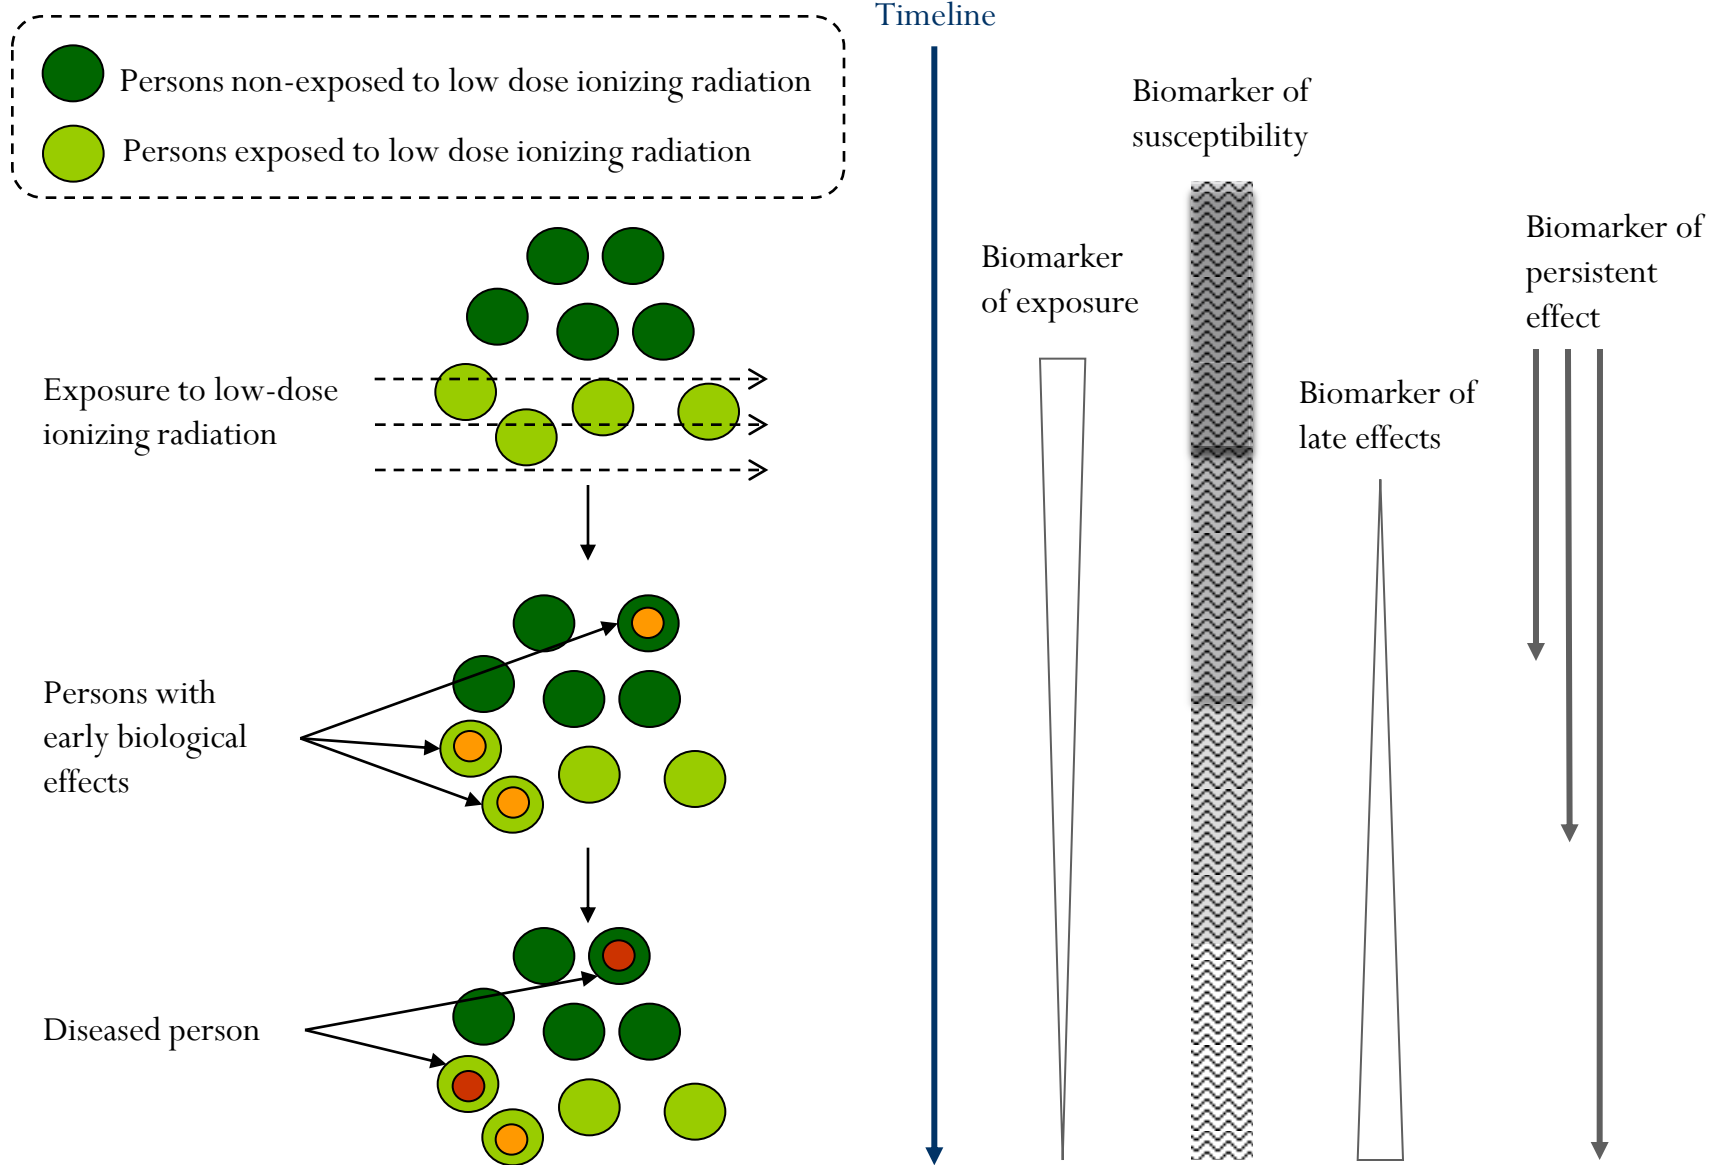 Timeline
Persons non-exposed to low dose ionizing radiation
Persons exposed to low dose ionizing radiation
Biomarker of
susceptibility
Biomarker
of exposure
Biomarker of
persistent
effect
Exposure to low-dose
ionizing radiation
Biomarker of
late effects
Persons with
early biological
effects
Diseased person